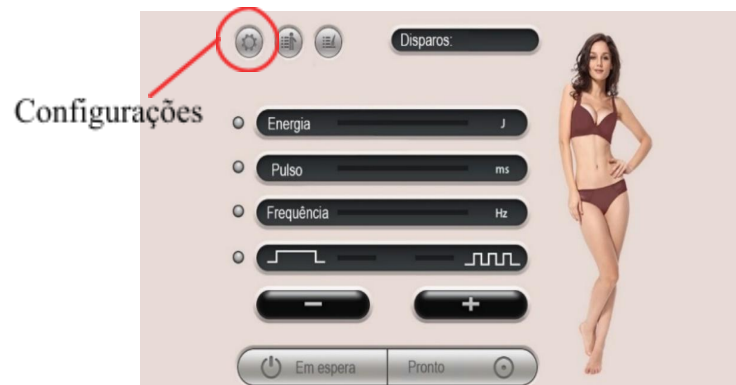 Disparos:
Configurações
Energia J
Pulso ms
Frequência Hz
− +
Em espera Pronto